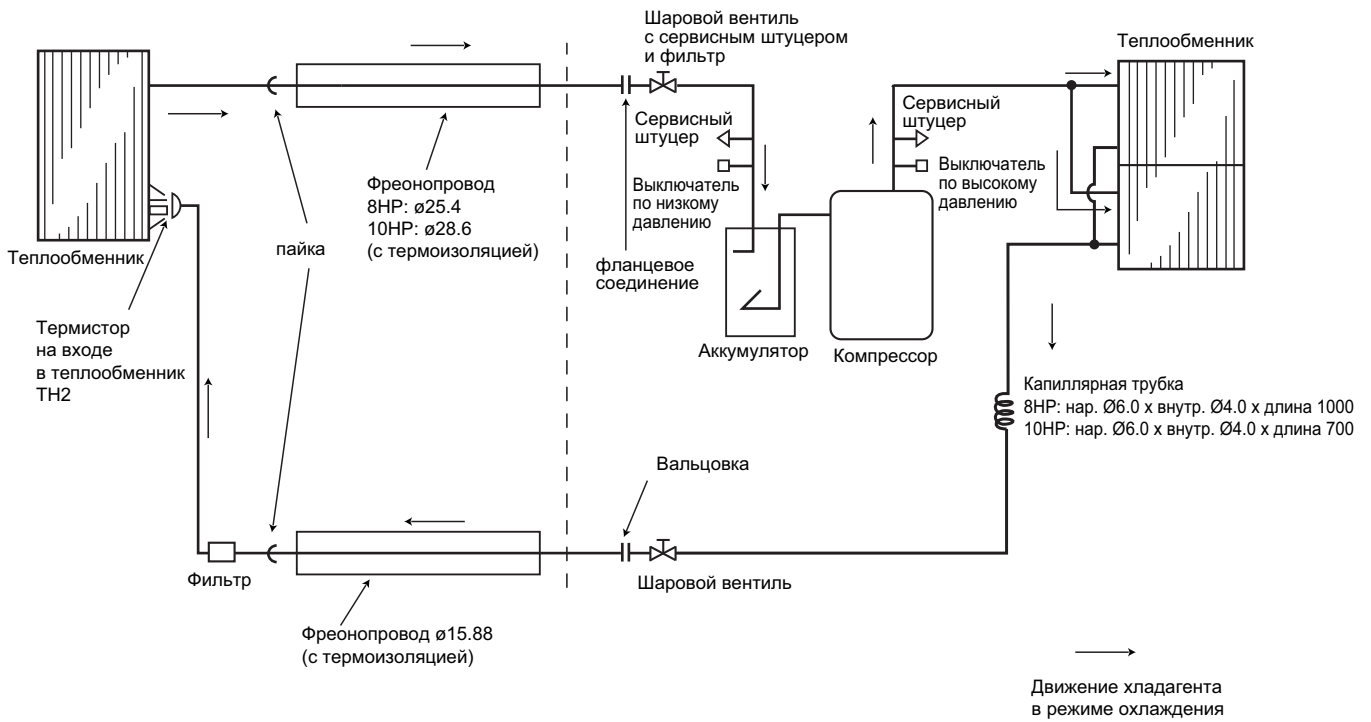 Шаровой вентиль
с сервисным штуцером
и фильтр
Теплообменник
Сервисный
штуцер
Сервисный
штуцер
Выключатель
по низкому
давлению
Выключатель
по высокому
давлению
Фреонопровод
8HP: ø25.4
10HP: ø28.6
(с термоизоляцией)
пайка
Теплообменник
фланцевое
соединение
Термистор
на входе
в теплообменник
TH2
Аккумулятор
Компрессор
Капиллярная трубка
8HP: нар. Ø6.0 x внутр. Ø4.0 x длина 1000
10HP: нар. Ø6.0 x внутр. Ø4.0 x длина 700
Вальцовка
Фильтр
Шаровой вентиль
Фреонопровод ø15.88
(с термоизоляцией)
Движение хладагента
в режиме охлаждения